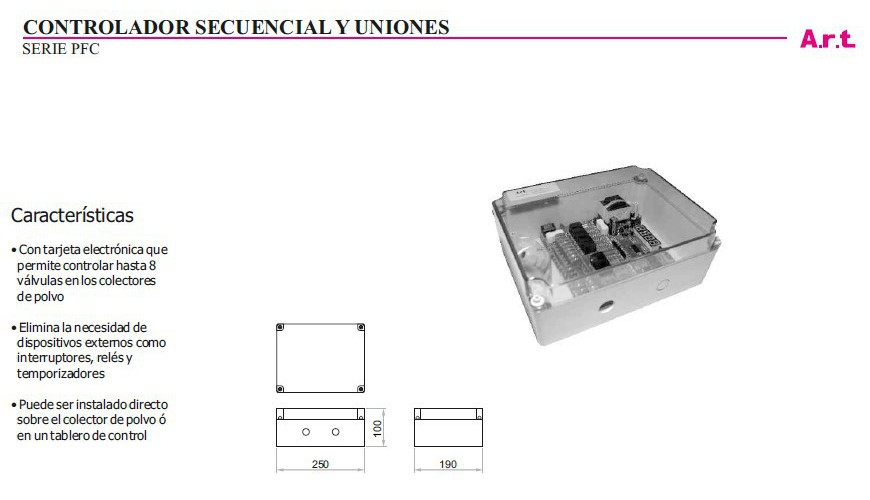 CONTROLADOR SECUENCIAL Y UNIONES
SERIE PFC
A.r.t.
Características
• Con tarjeta electrónica que
permite controlar hasta 8
válvulas en los colectores
de polvo
• Elimina la necesidad de
dispositivos externos como
interruptores, relés y
temporizadores
• Puede ser instalado directo
sobre el colector de polvo ó
en un tablero de control
100
250
190